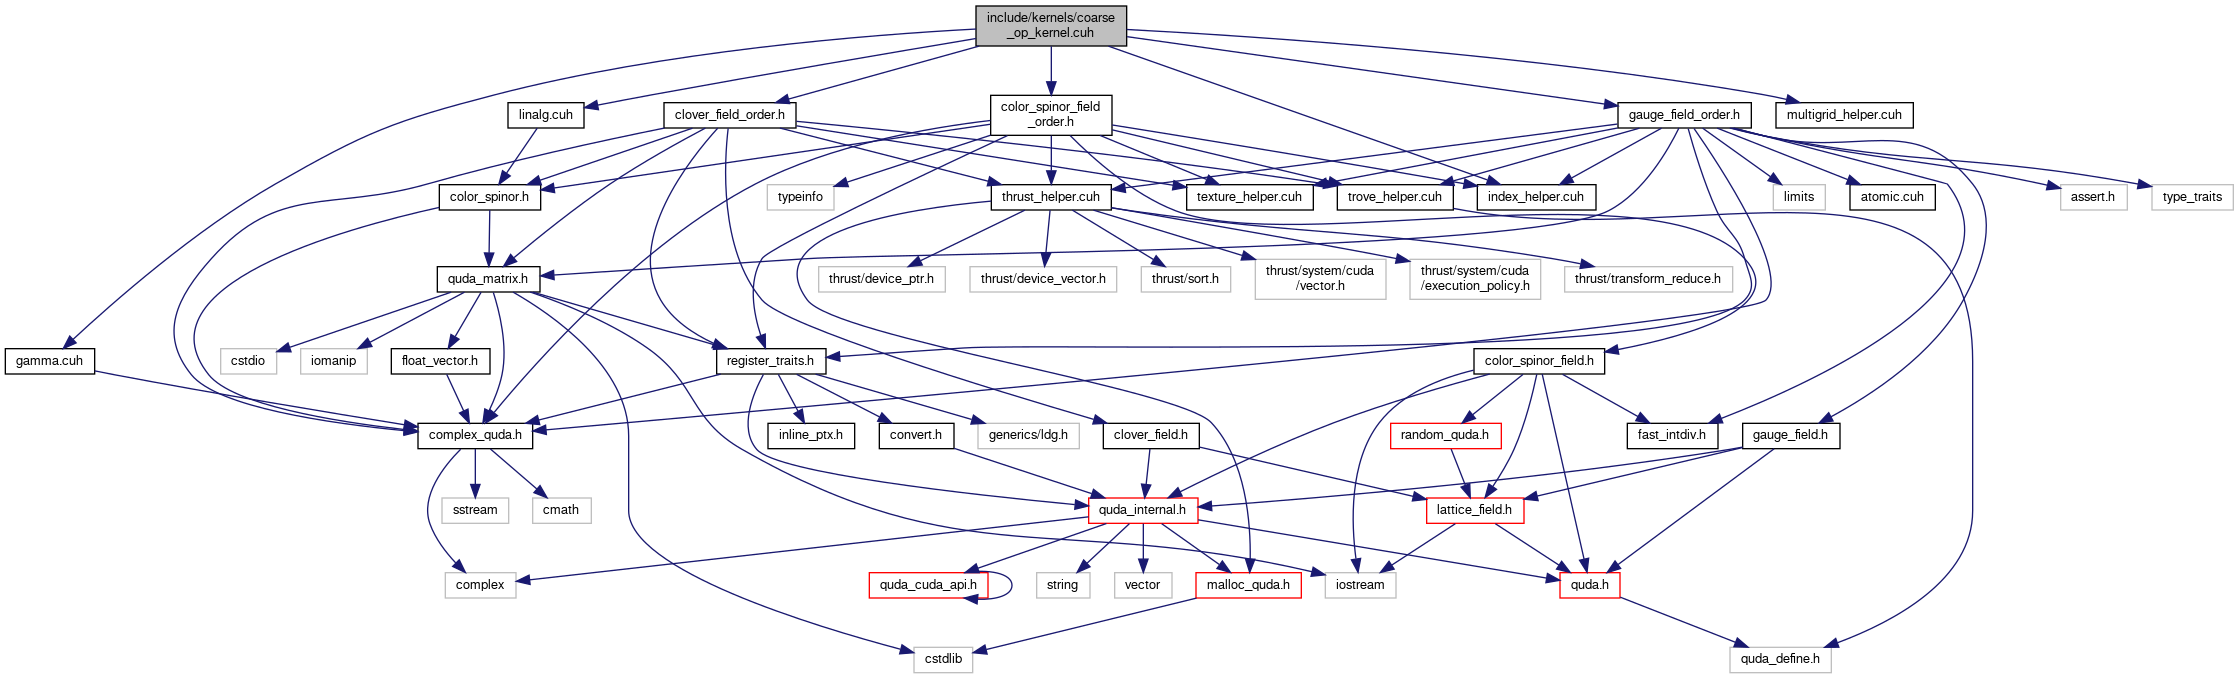 include/kernels/coarse
_op_kernel.cuh
linalg.cuh
clover_field_order.h
color_spinor_field
_order.h
gauge_field_order.h
multigrid_helper.cuh
color_spinor.h
typeinfo
thrust_helper.cuh
texture_helper.cuh
trove_helper.cuh
index_helper.cuh
limits
atomic.cuh
assert.h
type_traits
quda_matrix.h
thrust/device_ptr.h
thrust/device_vector.h
thrust/sort.h
thrust/system/cuda
/vector.h
thrust/system/cuda
/execution_policy.h
thrust/transform_reduce.h
gamma.cuh
cstdio
iomanip
float_vector.h
register_traits.h
color_spinor_field.h
complex_quda.h
inline_ptx.h
convert.h
generics/ldg.h
clover_field.h
random_quda.h
fast_intdiv.h
gauge_field.h
sstream
cmath
quda_internal.h
lattice_field.h
complex
quda_cuda_api.h
string
vector
malloc_quda.h
iostream
quda.h
cstdlib
quda_define.h